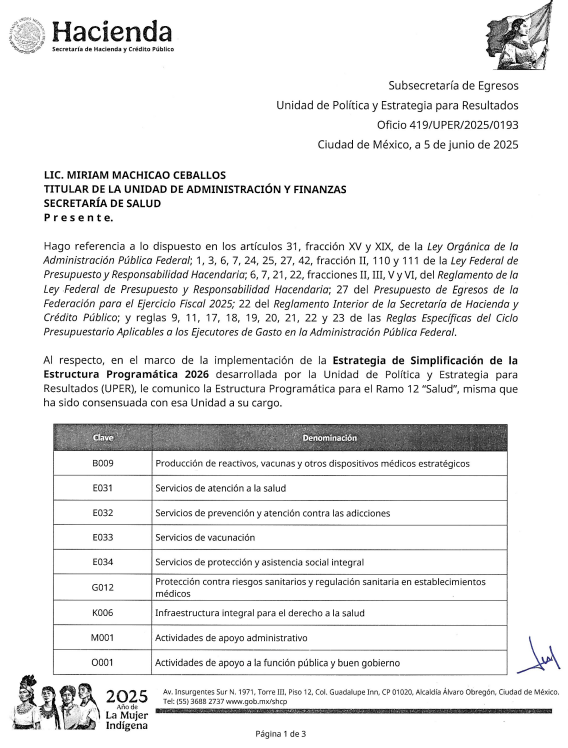 Hacienda
Secretaría de Hacienda y Crédito Público
Subsecretaría de Egresos
Unidad de Política y Estrategia para Resultados
Oficio 419/UPER/2025/0193
Ciudad de México, a 5 de junio de 2025
LIC. MIRIAM MACHICAO CEBALLOS
TITULAR DE LA UNIDAD DE ADMINISTRACIÓN Y FINANZAS
SECRETARÍA DE SALUD
P r e s e n t e.
Hago referencia a lo dispuesto en los artículos 31, fracción XV y XIX, de la Ley Orgánica de la
Administración Pública Federal; 1, 3, 6, 7, 24, 25, 27, 42, fracción II, 110 y 111 de la Ley Federal de
Presupuesto y Responsabilidad Hacendaria; 6, 7, 21, 22, fracciones II, III, V y VI, del Reglamento de la
Ley Federal de Presupuesto y Responsabilidad Hacendaria; 27 del Presupuesto de Egresos de la
Federación para el Ejercicio Fiscal 2025; 22 del Reglamento Interior de la Secretaría de Hacienda y
Crédito Público; y reglas 9, 11, 17, 18, 19, 20, 21, 22 y 23 de las Reglas Específicas del Ciclo
Presupuestario Aplicables a los Ejecutores de Gasto en la Administración Pública Federal.
Al respecto, en el marco de la implementación de la Estrategia de Simplificación de la
Estructura Programática 2026 desarrollada por la Unidad de Política y Estrategia para
Resultados (UPER), le comunico la Estructura Programática para el Ramo 12 “Salud”, misma que
ha sido consensuada con esa Unidad a su cargo.
Clave Denominación
B009 Producción de reactivos, vacunas y otros dispositivos médicos estratégicos
E031 Servicios de atención a la salud
E032 Servicios de prevención y atención contra las adicciones
E033 Servicios de vacunación
E034 Servicios de protección y asistencia social integral
G012 Protección contra riesgos sanitarios y regulación sanitaria en establecimientos
médicos
K006 Infraestructura integral para el derecho a la salud
M001 Actividades de apoyo administrativo
O001 Actividades de apoyo a la función pública y buen gobierno
2025
Año de
La Mujer
Indígena
Av. Insurgentes Sur N. 1971, Torre III, Piso 12, Col. Guadalupe Inn, CP 01020, Alcaldía Álvaro Obregón, Ciudad de México.
Tel: (55) 3688 2737 www.gob.mx/shcp
Página 1 de 3